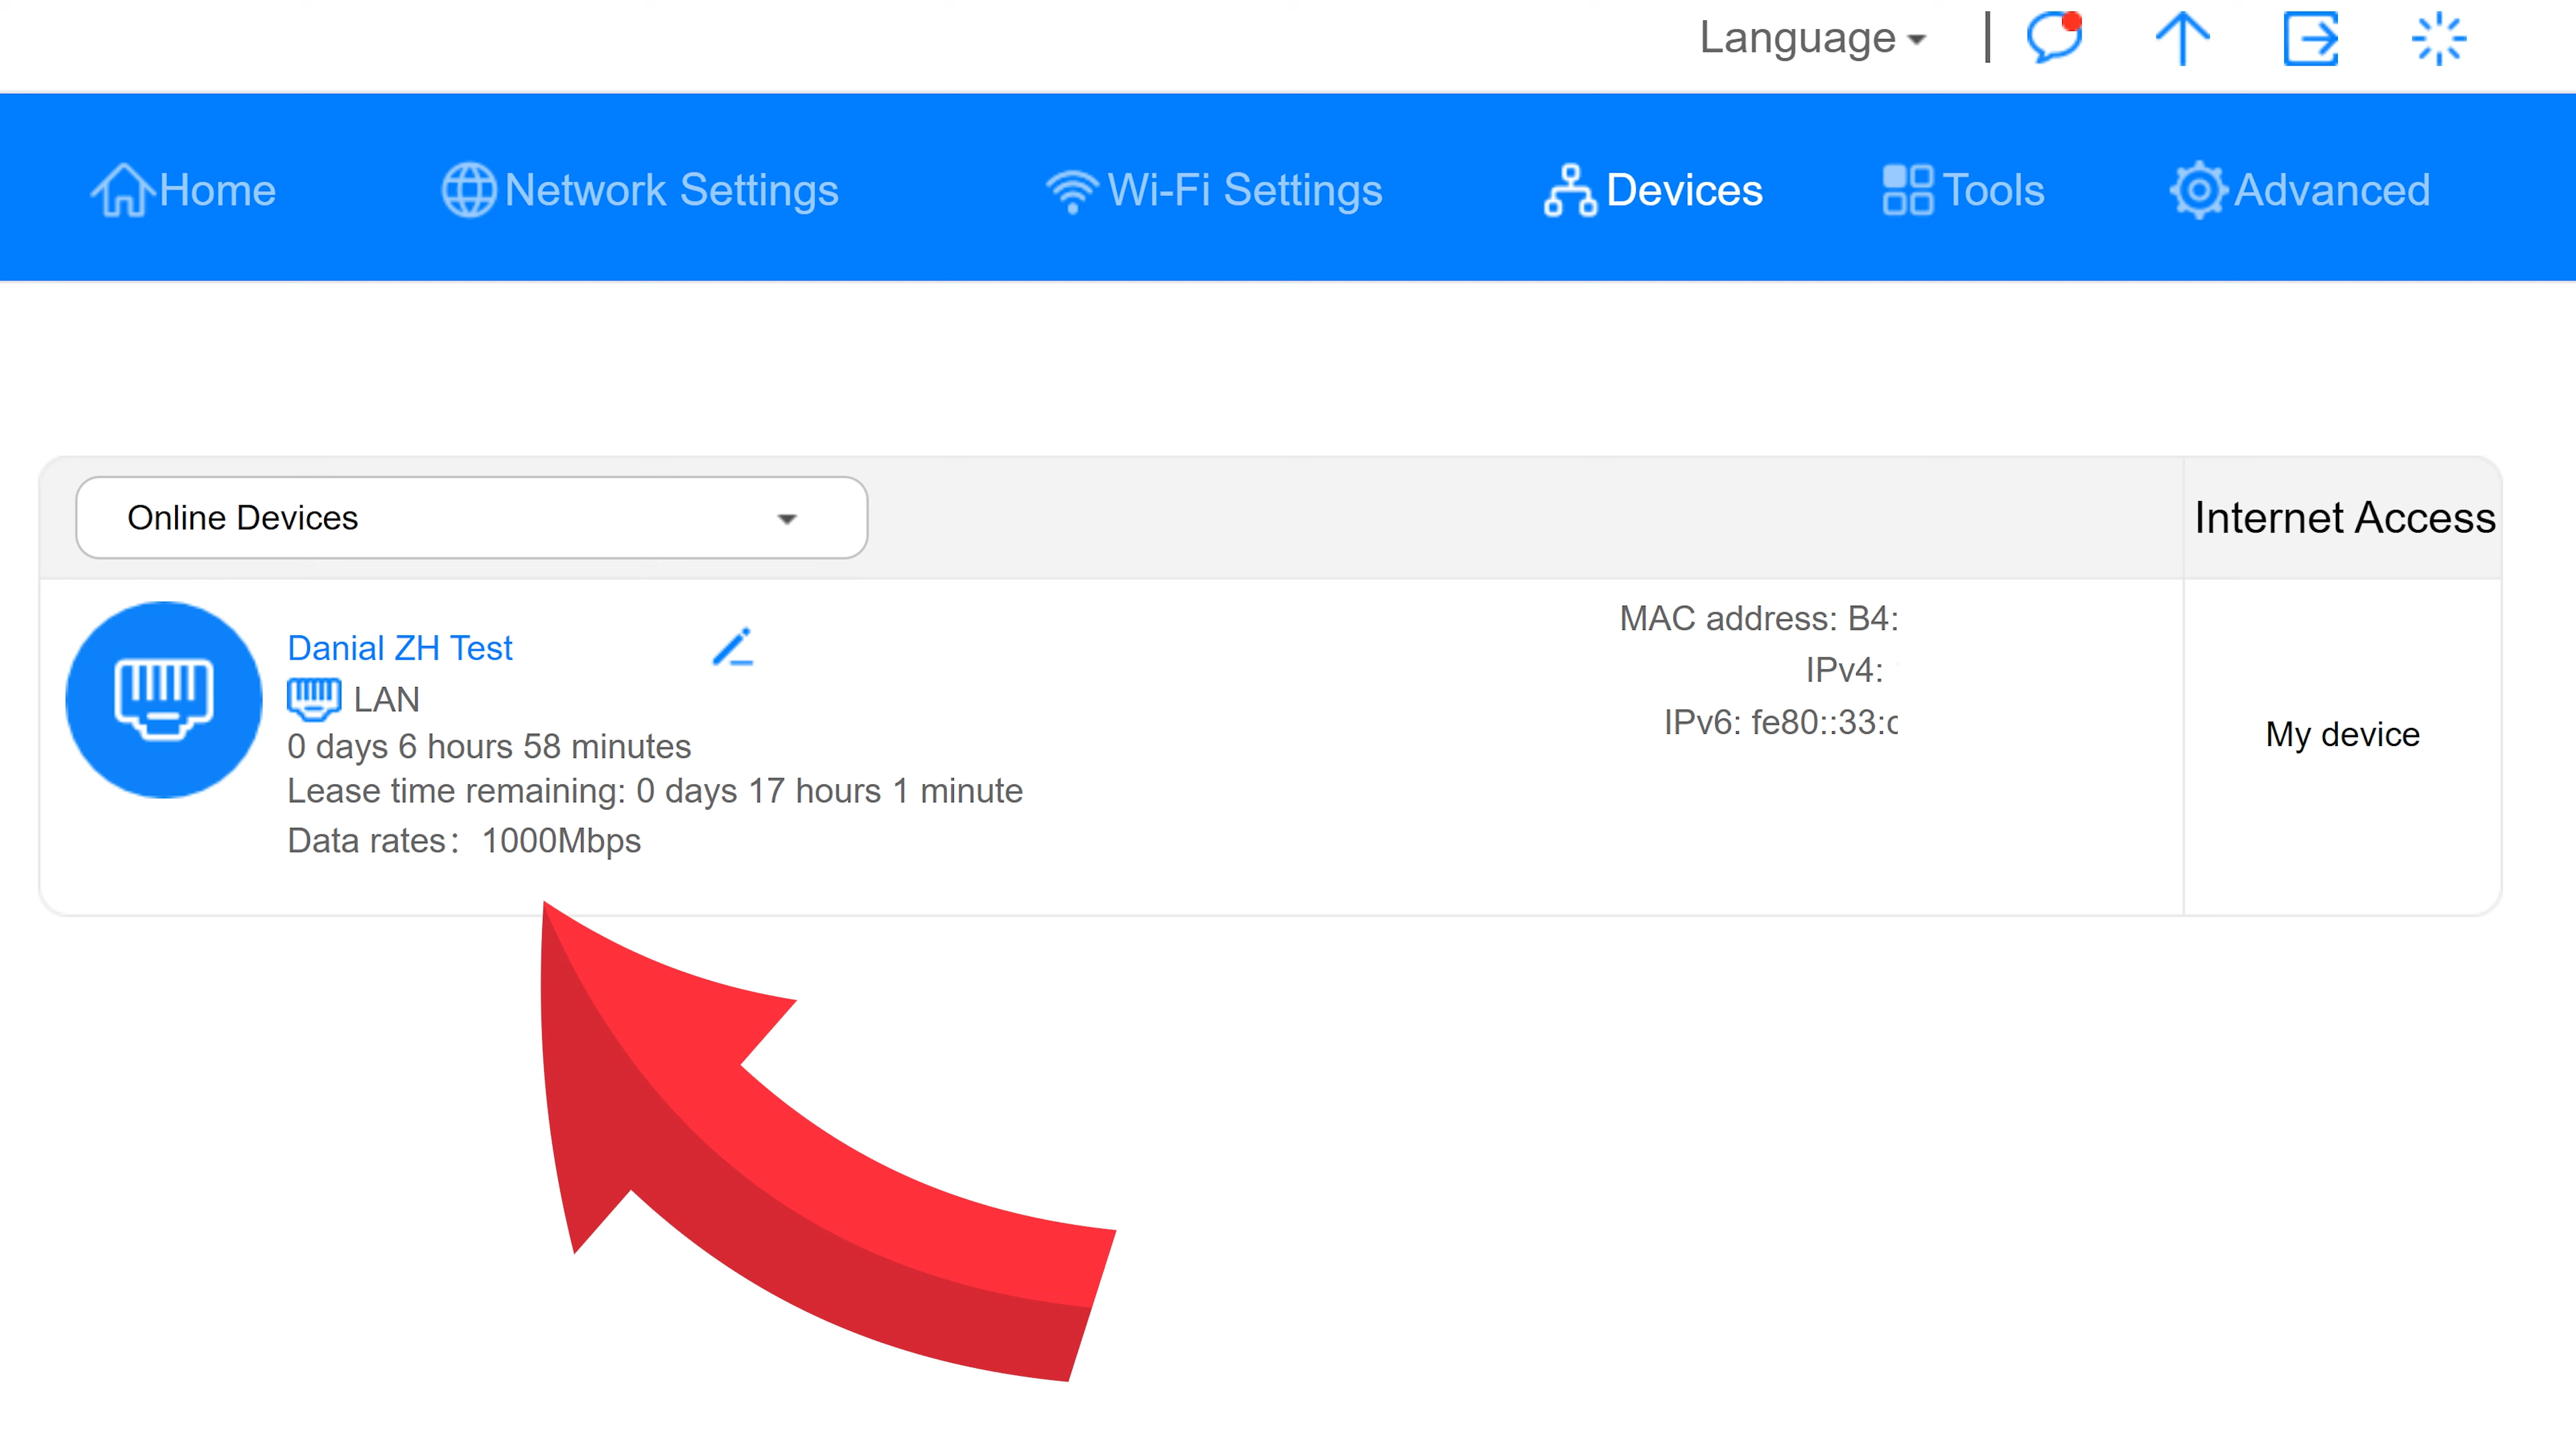 Language
Home Network Settings Wi-Fi Settings Devices Tools Advanced
Online Devices
Internet Access
Danial ZH Test
LAN
0 days 6 hours 58 minutes
Lease time remaining: 0 days 17 hours 1 minute
Data rates: 1000Mbps
MAC address: B4:
IPv4:
IPv6: fe80::33:
My device